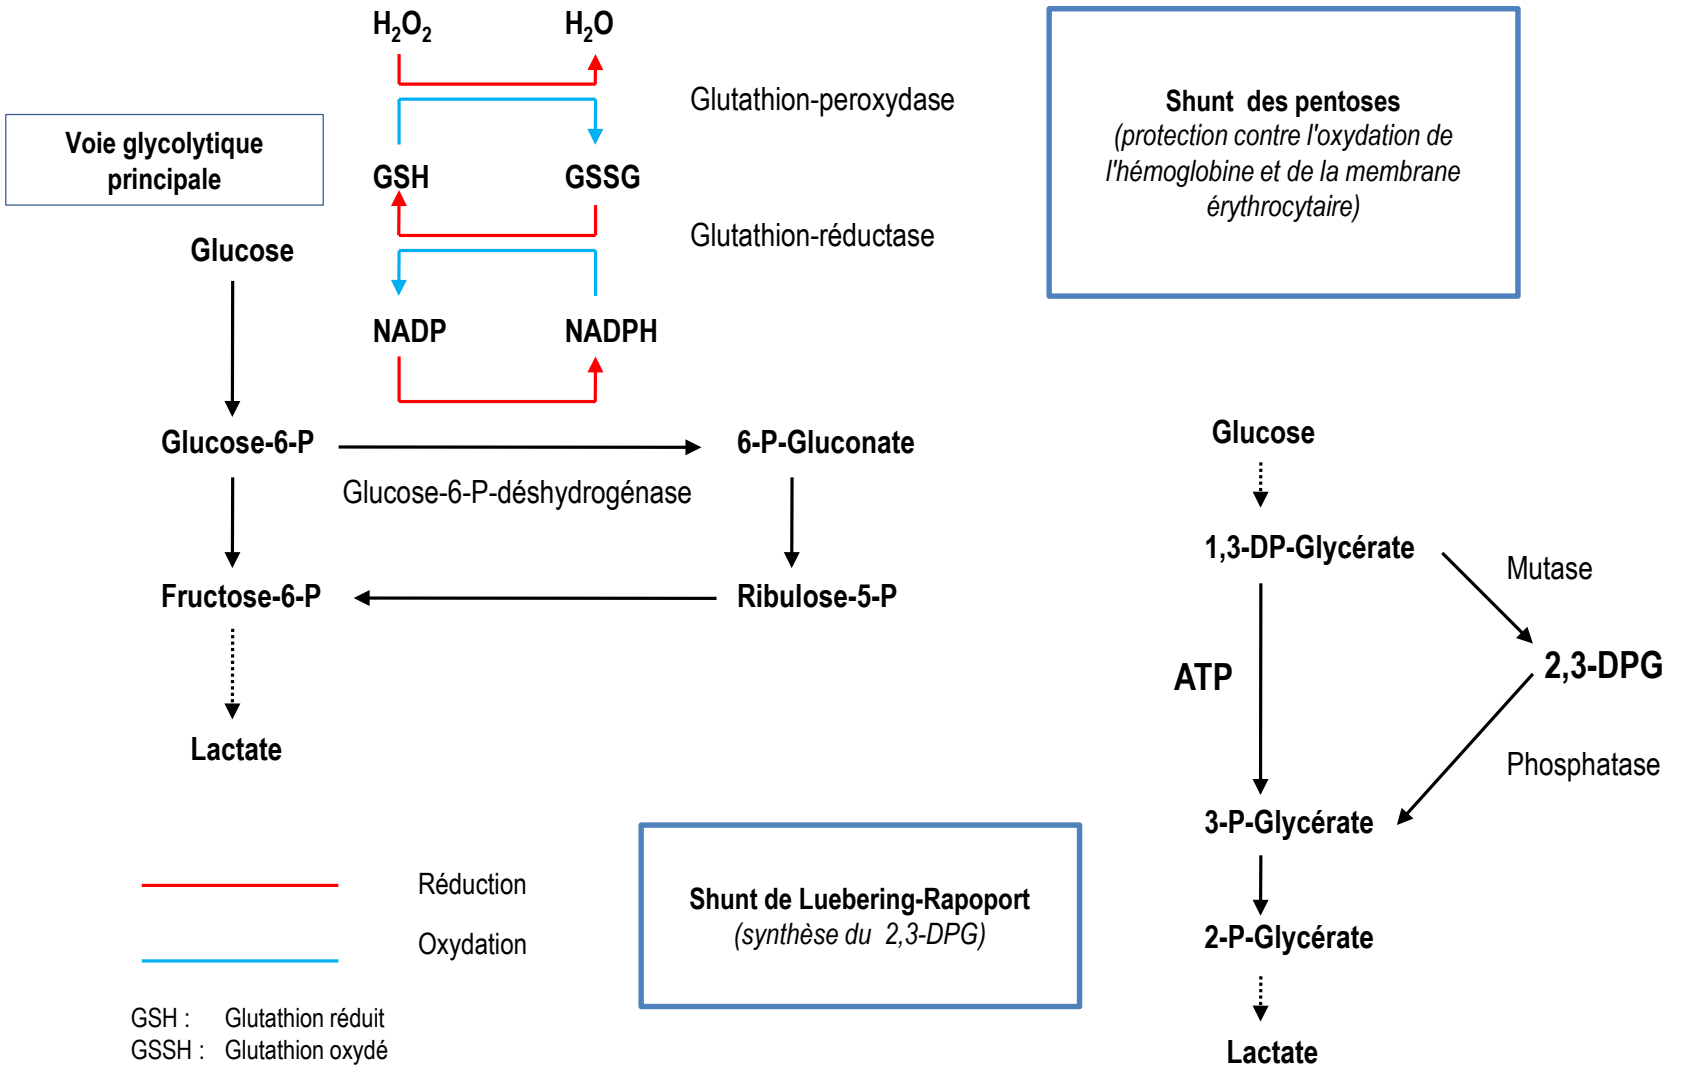 H₂O₂
H₂O
Glutathion-peroxydase
Voie glycolytique
principale
GSH
GSSG
Glutathion-réductase
Glucose
NADP
NADPH
Glucose-6-P
6-P-Gluconate
Glucose-6-P-déshydrogénase
Fructose-6-P
Ribulose-5-P
Lactate
Shunt des pentoses
(protection contre l'oxydation de
l'hémoglobine et de la membrane
érythrocytaire)
Glucose
1,3-DP-Glycérate
Mutase
ATP
2,3-DPG
Phosphatase
3-P-Glycérate
2-P-Glycérate
Lactate
Shunt de Luebering-Rapoport
(synthèse du 2,3-DPG)
Réduction
Oxydation
GSH : Glutathion réduit
GSSH : Glutathion oxydé